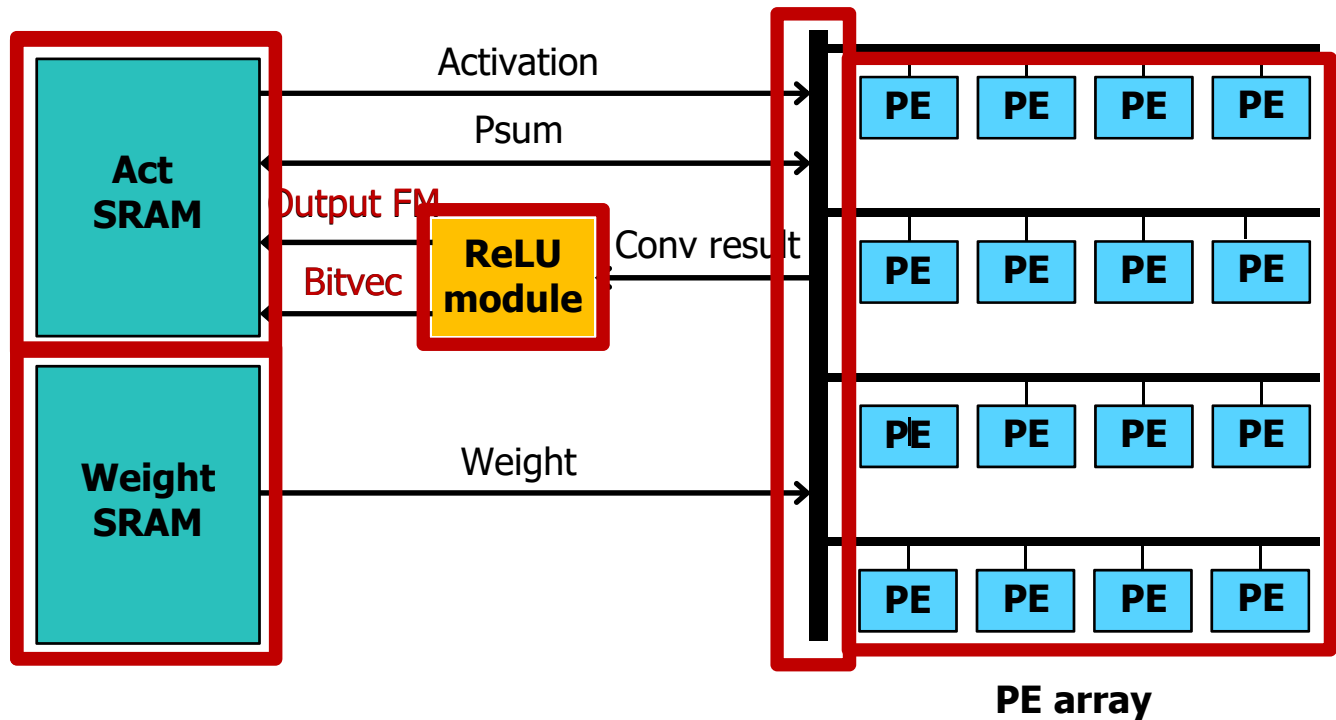 Activation
Psum
Act
SRAM
Output FM
Bitvec
ReLU
module
Conv result
Weight
SRAM
Weight
PE PE PE PE
PE PE PE PE
PE PE PE PE
PE PE PE PE
PE array